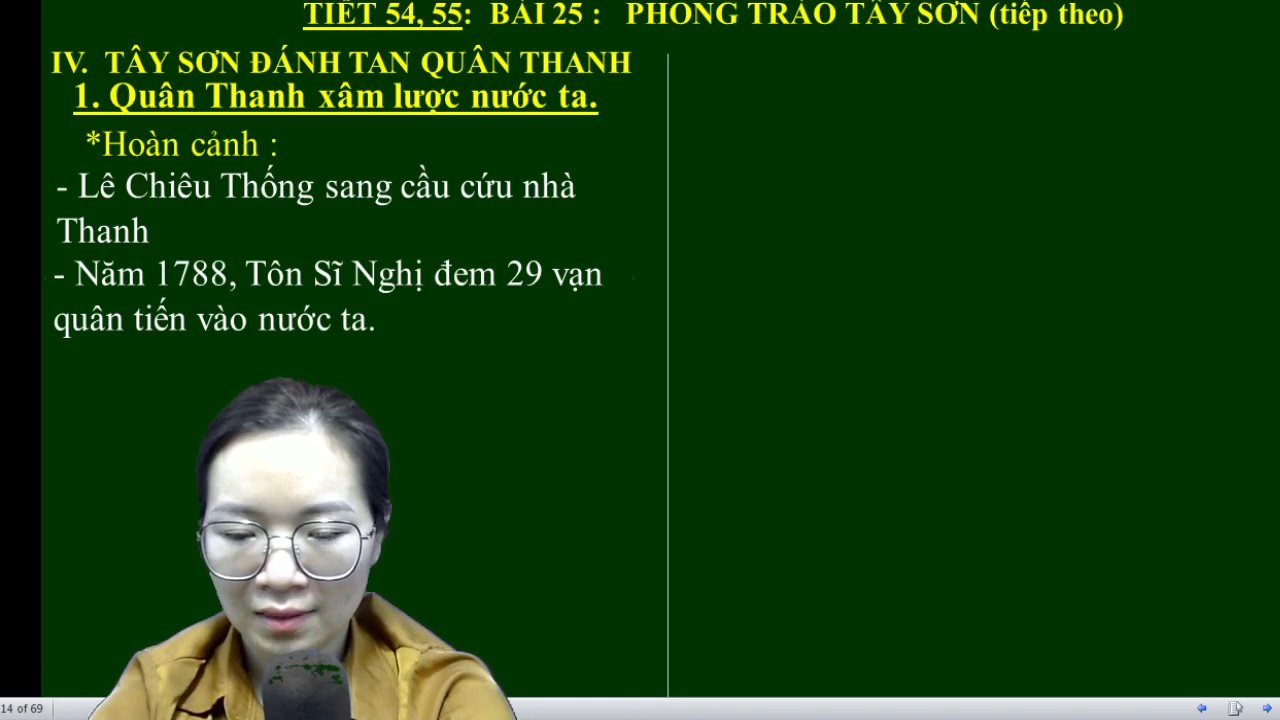 TIẾT 54, 55: BÀI 25 : PHONG TRÀO TÂY SƠN (tiếp theo)
IV. TÂY SƠN ĐÁNH TAN QUÂN THANH
1. Quân Thanh xâm lược nước ta.
*Hoàn cảnh :
- Lê Chiêu Thống sang cầu cứu nhà
Thanh
- Năm 1788, Tôn Sĩ Nghị đem 29 vạn
quân tiến vào nước ta.
14 of 69